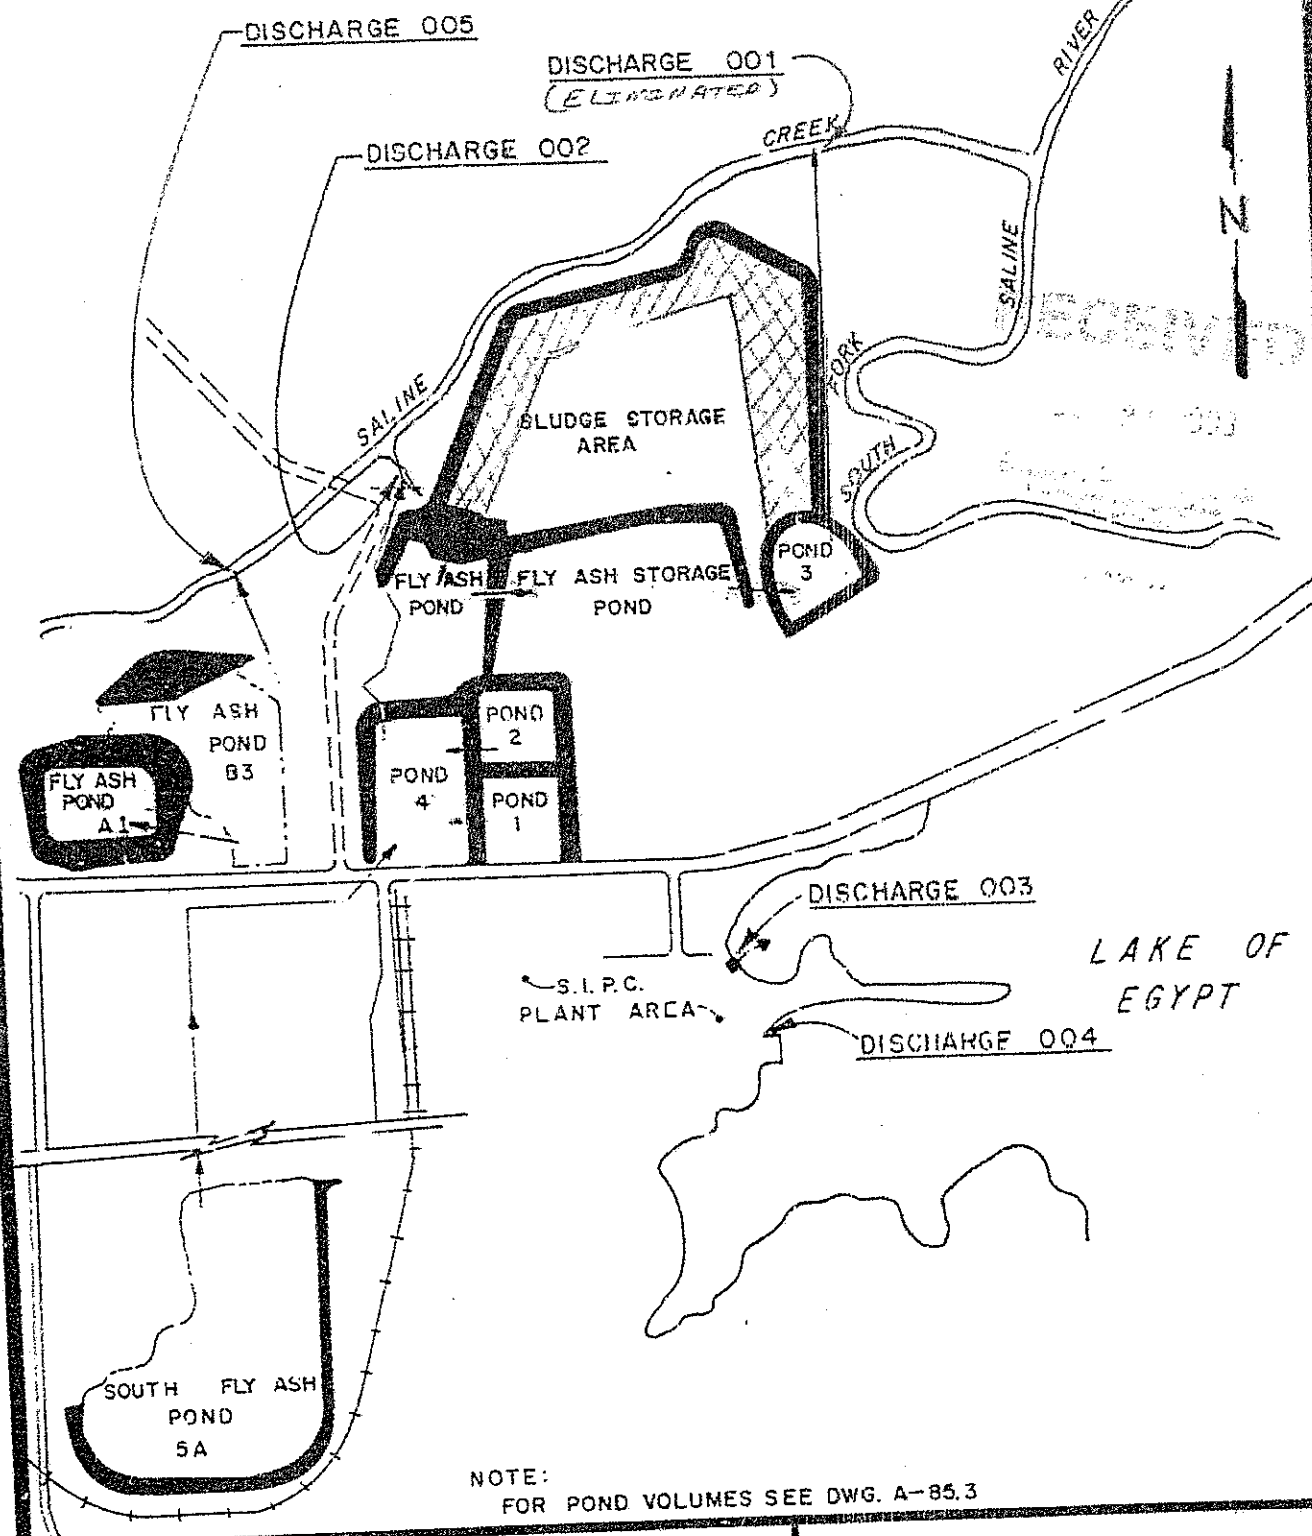 DISCHARGE 005
DISCHARGE 001
(ELIMINATED)
RIVER
DISCHARGE 002
CREEK
N
SALINE
RECEIVED
FORK
SALINE
SLUDGE STORAGE
AREA
SOUTH
POND
3
FLY ASH
POND
FLY ASH STORAGE
POND
FLY ASH
POND
B3
POND
2
FLY ASH
POND
A1
POND
4
POND
1
DISCHARGE 003
LAKE OF
EGYPT
S.I.P.C.
PLANT AREA
DISCHARGE 004
SOUTH FLY ASH
POND
5A
NOTE:
FOR POND VOLUMES SEE DWG. A-85.3